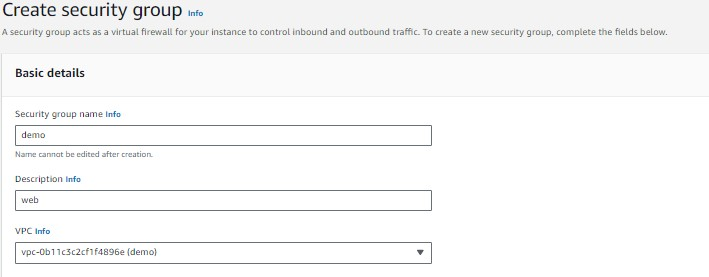 Create security group Info
A security group acts as a virtual firewall for your instance to control inbound and outbound traffic. To create a new security group, complete the fields below.
Basic details
Security group name Info
demo
Name cannot be edited after creation.
Description Info
web
VPC Info
vpc-0b11c3c2cf1f4896e (demo)